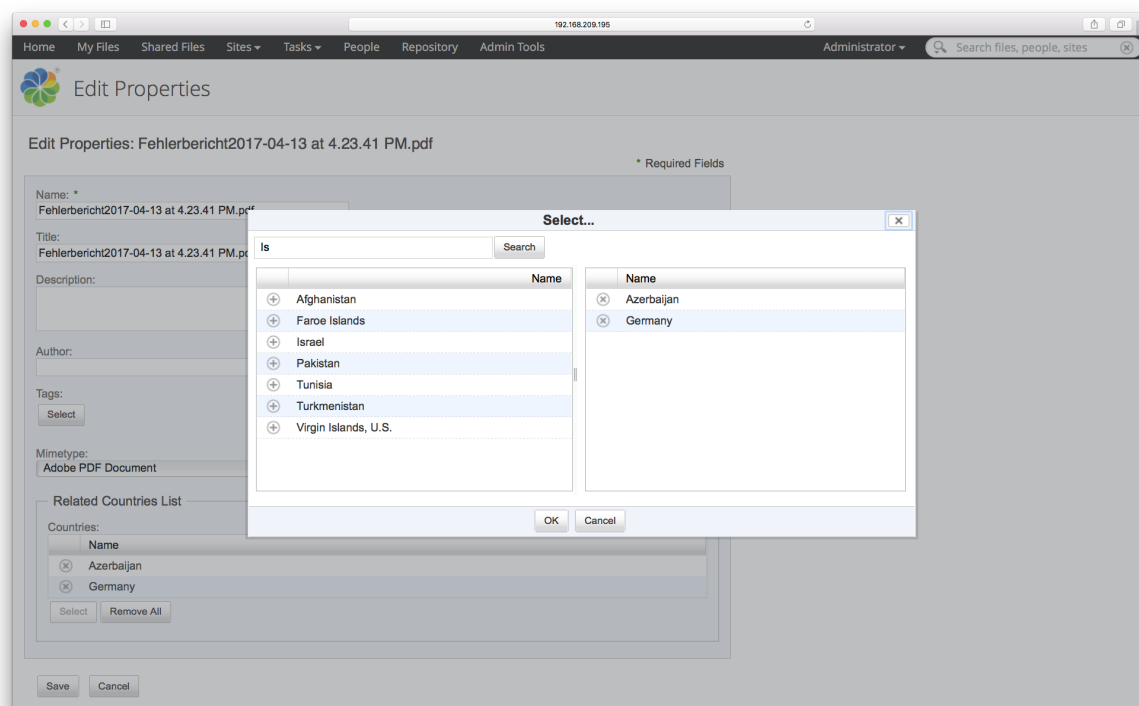 192.168.209.195
Home My Files Shared Files Sites Tasks People Repository Admin Tools Administrator Search files, people, sites
Edit Properties
Edit Properties: Fehlerbericht2017-04-13 at 4.23.41 PM.pdf
* Required Fields
Name: *
Fehlerbericht2017-04-13 at 4.23.41 PM.pdf
Title:
Fehlerbericht2017-04-13 at 4.23.41 PM.pd
Description:
Author:
Tags:
Select
Mimetype:
Adobe PDF Document
Related Countries List
Countries:
Name
Azerbaijan
Germany
Select Remove All
Save Cancel
Select...
Is Search
Name
Afghanistan
Faroe Islands
Israel
Pakistan
Tunisia
Turkmenistan
Virgin Islands, U.S.
Name
Azerbaijan
Germany
OK Cancel